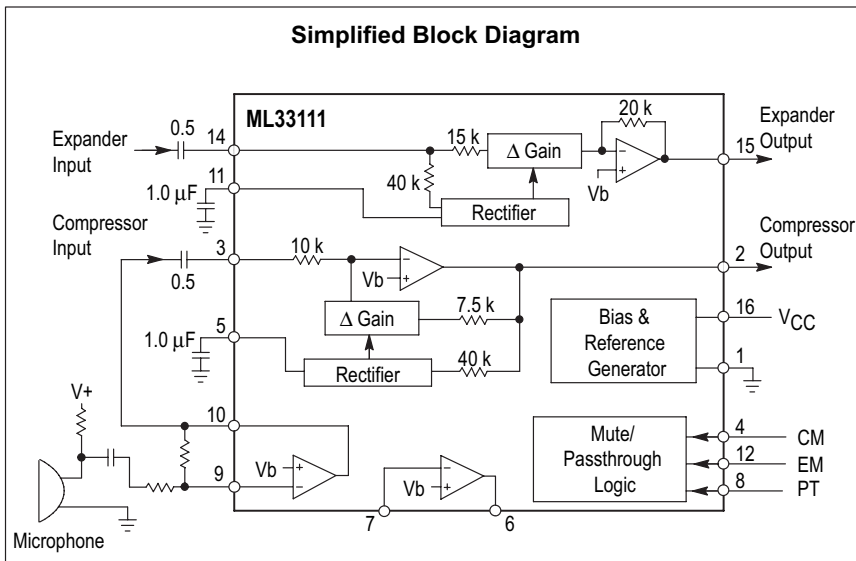 Simplified Block Diagram
ML33111
Expander
Input
0.5
14
15 k
Δ Gain
20 k
Vb
Expander
Output
15
11
1.0 μF
40 k
Rectifier
Compressor
Input
0.5
3
10 k
Vb
Compressor
Output
2
Δ Gain
7.5 k
5
1.0 μF
Rectifier
40 k
Bias &
Reference
Generator
16
VCC
1
V+
10
9
Vb
Microphone
Vb
7
6
Mute/
Passthrough
Logic
4
CM
12
EM
8
PT